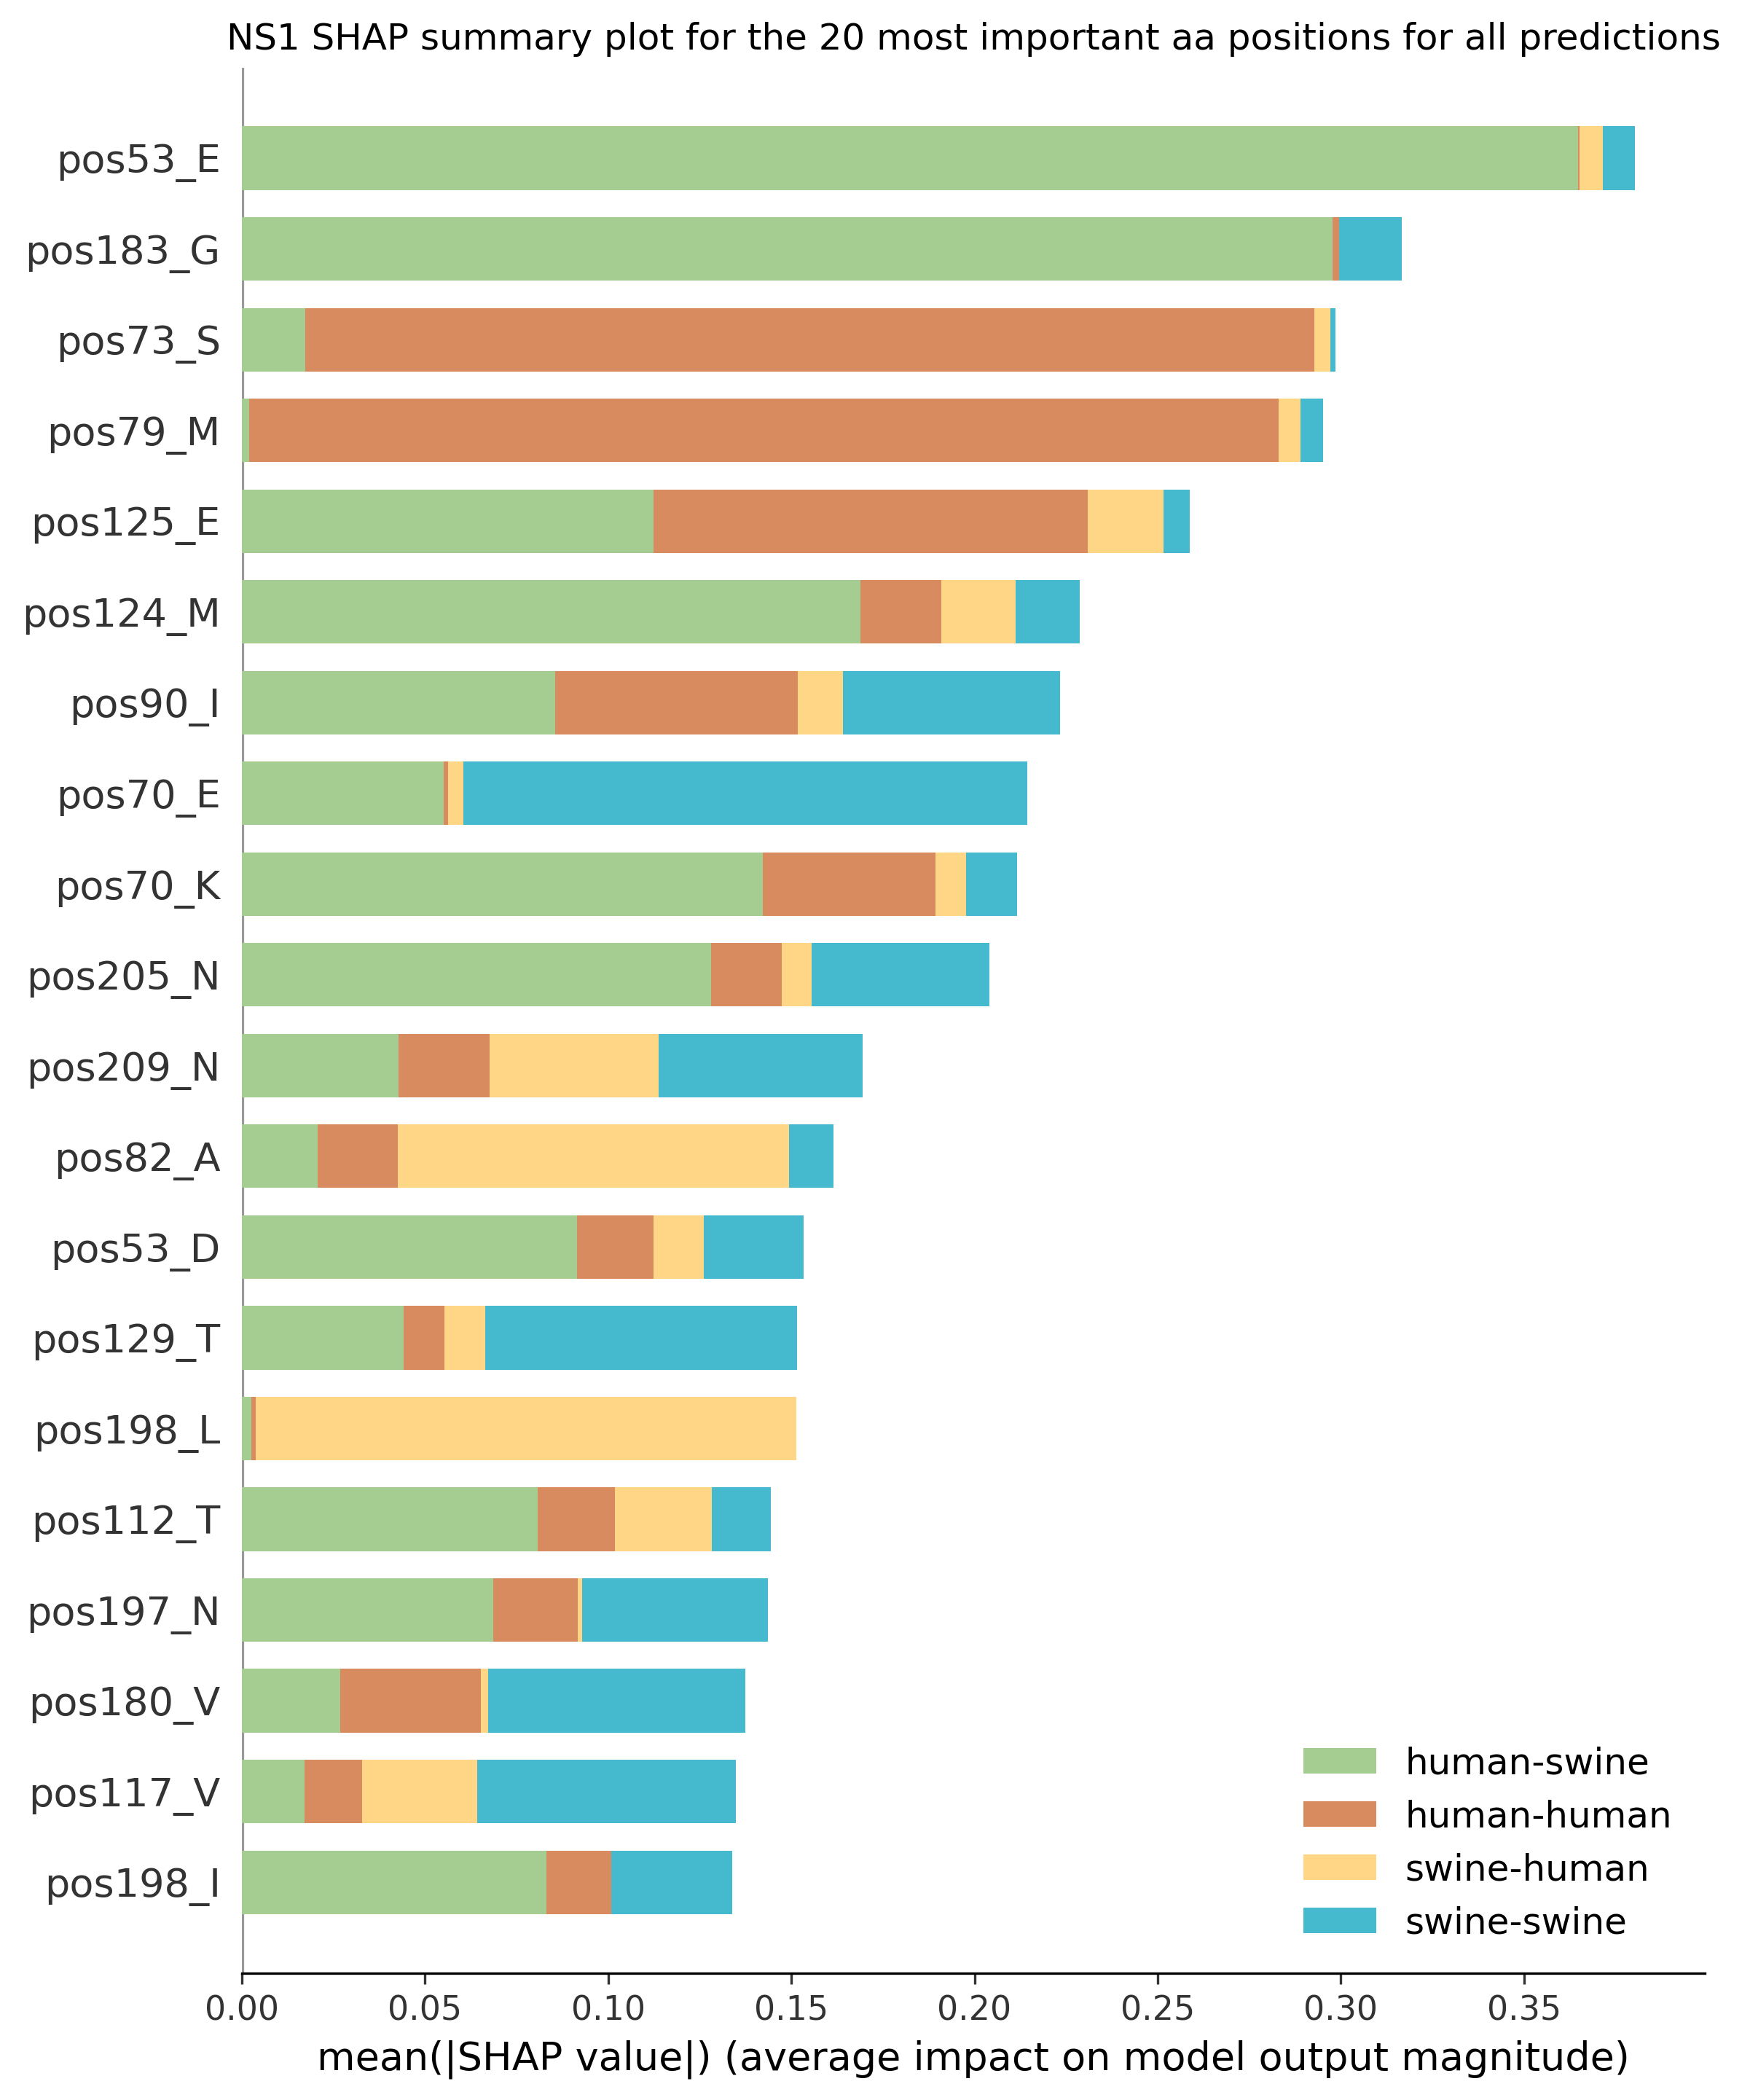 NS1 SHAP summary plot for the 20 most important aa positions for all predictions
pos53_E
pos183_G
pos73_S
pos79_M
pos125_E
pos124_M
pos90_I
pos70_E
pos70_K
pos205_N
pos209_N
pos82_A
pos53_D
pos129_T
pos198_L
pos112_T
pos197_N
pos180_V
pos117_V
pos198_I
human-swine
human-human
swine-human
swine-swine
0.00 0.05 0.10 0.15 0.20 0.25 0.30 0.35
mean(|SHAP value|) (average impact on model output magnitude)